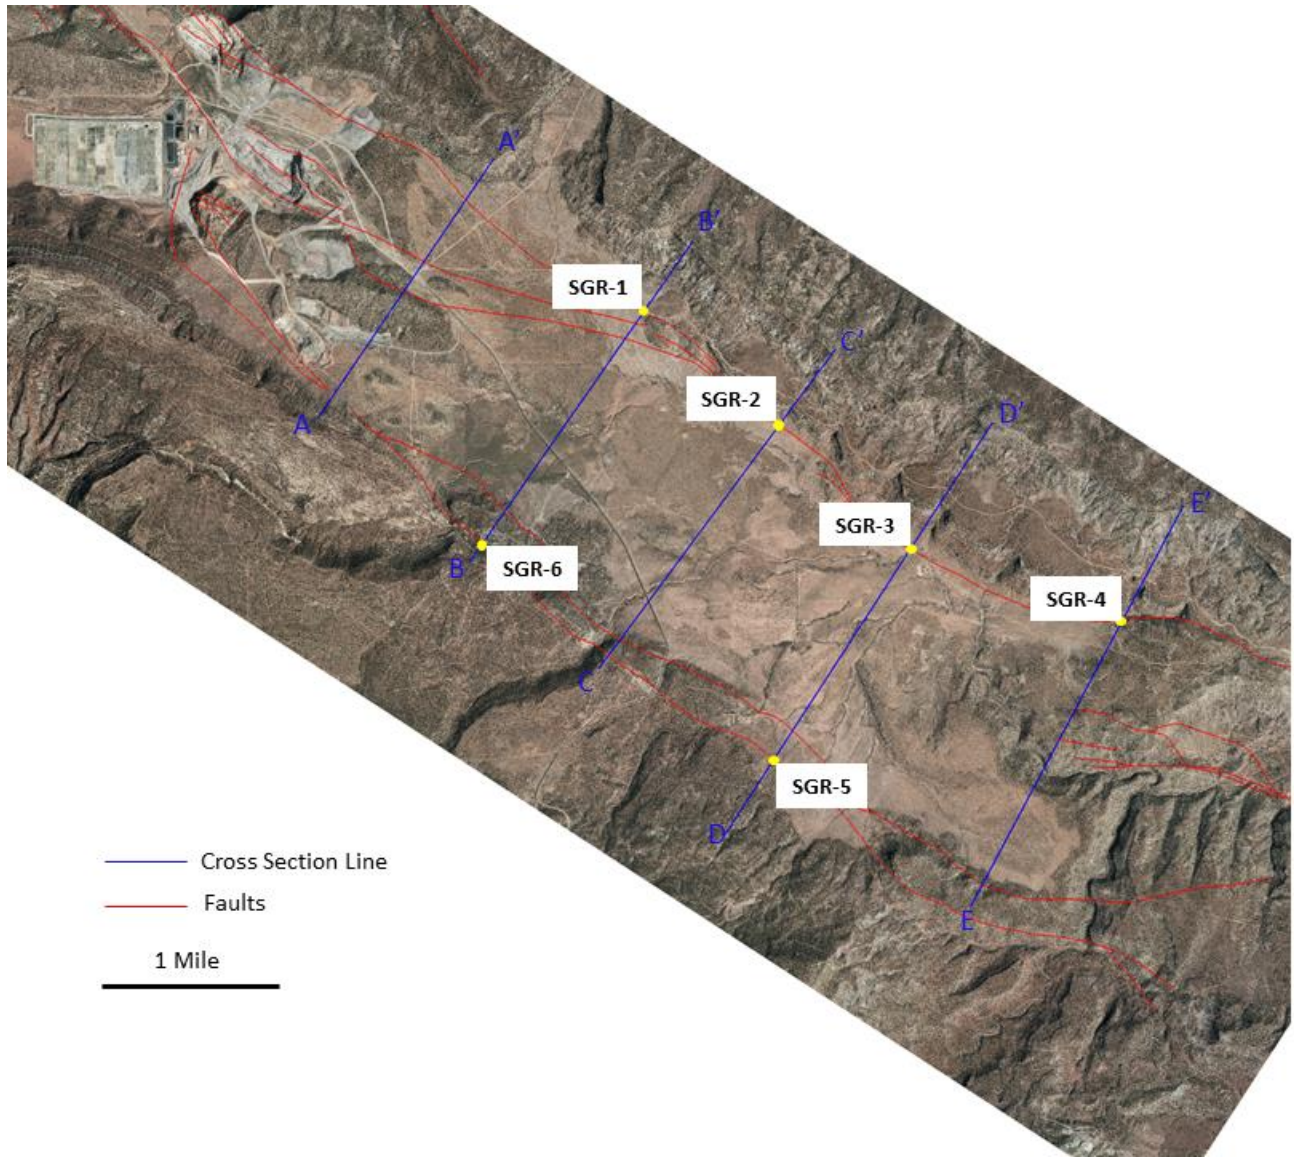 A'
B'
SGR-1
C'
SGR-2
D'
A
SGR-3
E'
B
SGR-6
SGR-4
C
SGR-5
D
Cross Section Line
E
Faults
1 Mile